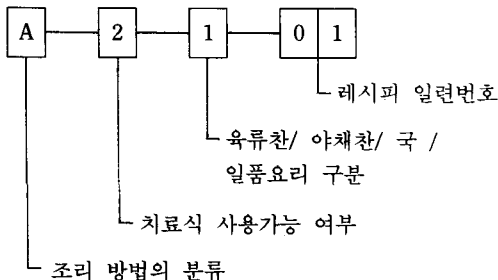 A 2 1 0 1
레시피 일련번호
육류찬/ 야채찬/ 국 /
일품요리 구분
치료식 사용가능 여부
조리 방법의 분류